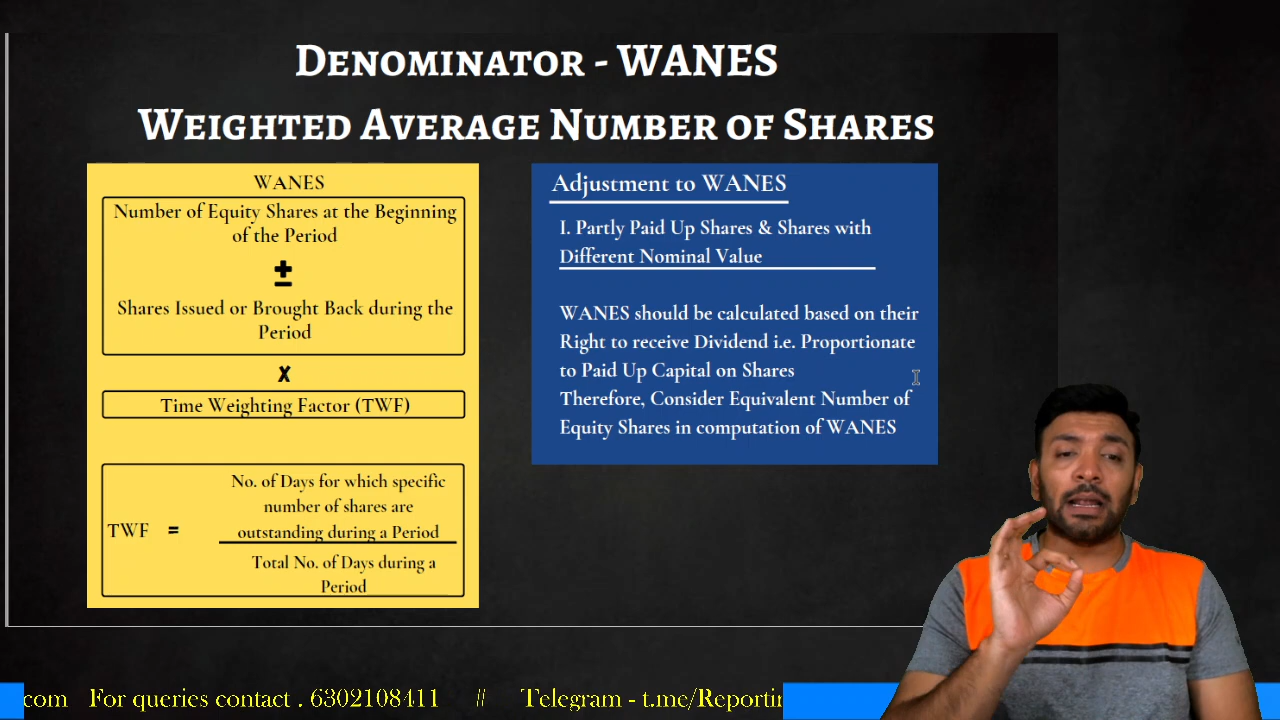 Denominator - WANES
Weighted Average Number of Shares
WANES
Number of Equity Shares at the Beginning
of the Period
±
Shares Issued or Brought Back during the
Period
X
Time Weighting Factor (TWF)
TWF =
No. of Days for which specific
number of shares are
outstanding during a Period
Total No. of Days during a
Period
Adjustment to WANES
I. Partly Paid Up Shares & Shares with
Different Nominal Value
WANES should be calculated based on their
Right to receive Dividend i.e. Proportionate
to Paid Up Capital on Shares
Therefore, Consider Equivalent Number of
Equity Shares in computation of WANES
.com For queries contact . 6302108411 # Telegram - t.me/Reportin